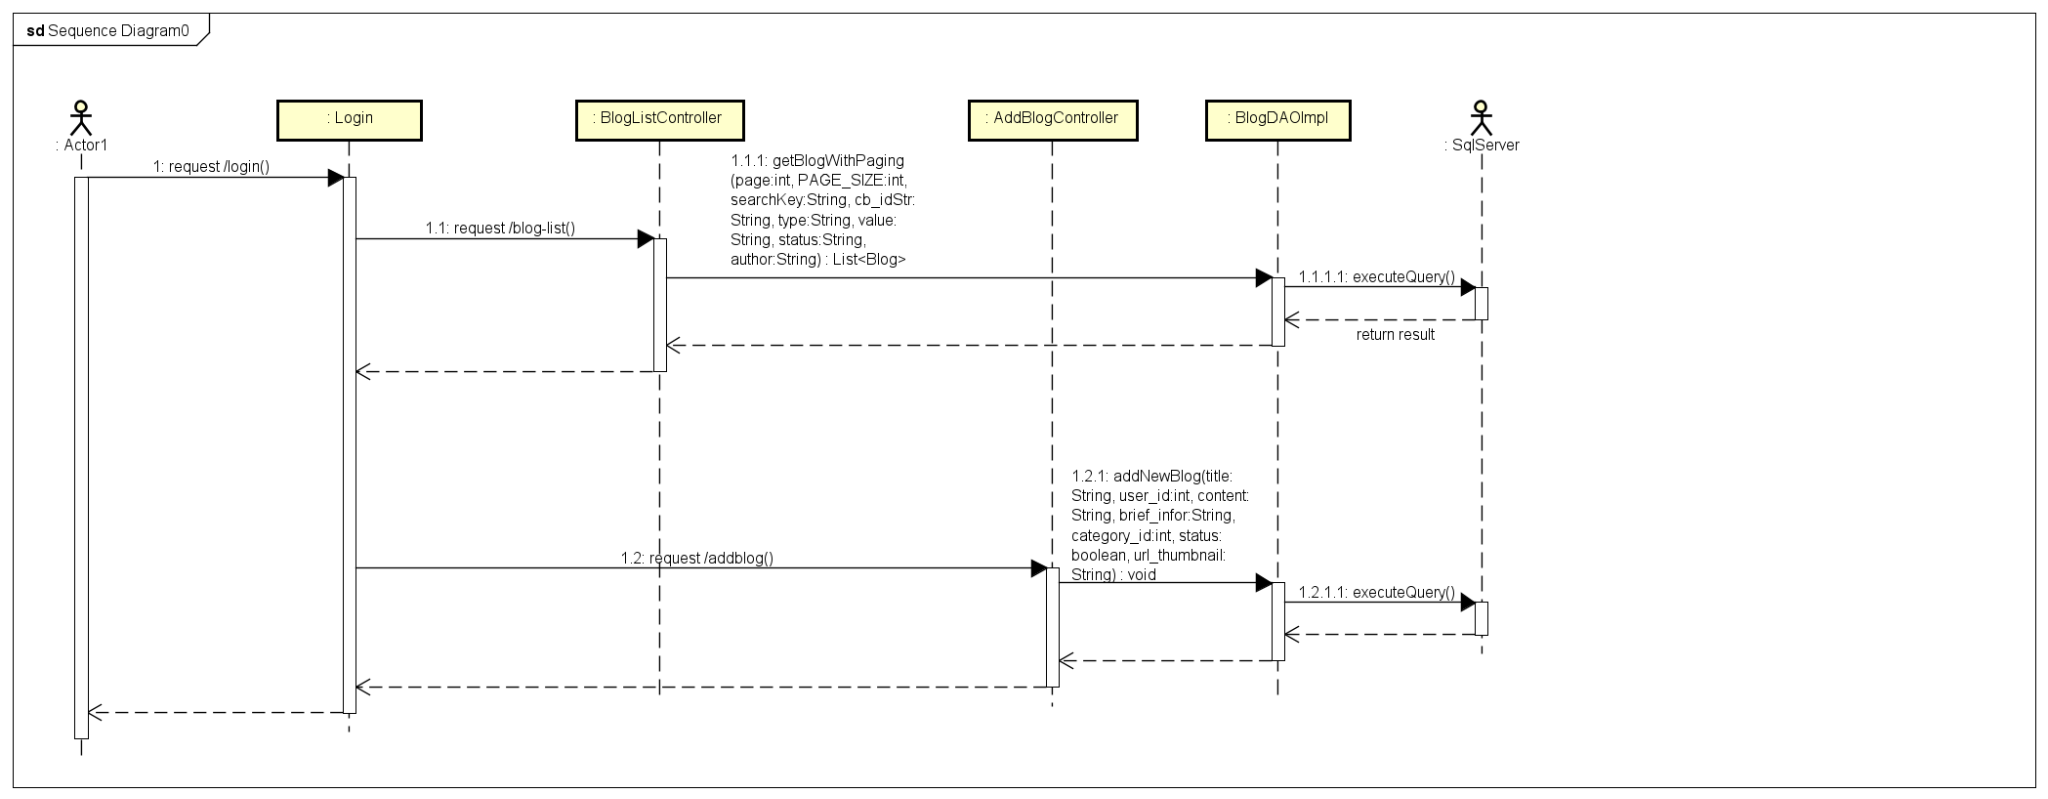 sd Sequence Diagram0
: Login
: BlogListController
: AddBlogController
: BlogDAOImpl
: Actor1
: SqlServer
1: request /login()
1.1.1: getBlogWithPaging
(page:int, PAGE_SIZE:int,
searchKey:String, cb_idStr:
String, type:String, value:
String, status:String,
author:String) : List<Blog>
1.1: request /blog-list()
1.1.1.1: executeQuery()
return result
1.2.1: addNewBlog(title:
String, user_id:int, content:
String, brief_infor:String,
category_id:int, status:
boolean, url_thumbnail:
String) : void
1.2: request /addblog()
1.2.1.1: executeQuery()